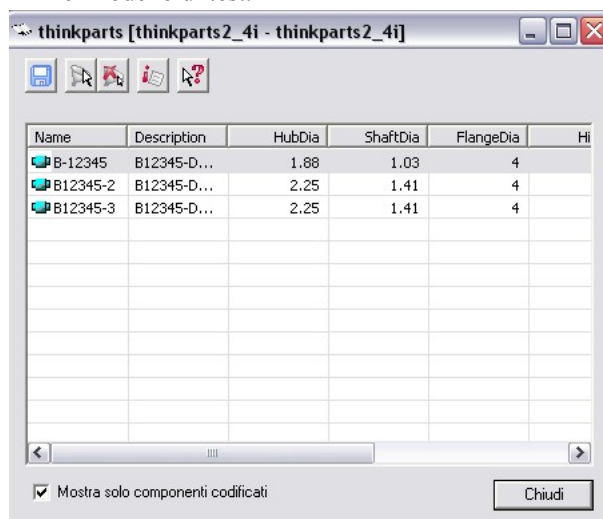 thinkparts [thinkparts2_4i - thinkparts2_4i]
Name Description HubDia ShaftDia FlangeDia Hi
B-12345 B12345-D... 1.88 1.03 4
B12345-2 B12345-D... 2.25 1.41 4
B12345-3 B12345-D... 2.25 1.41 4
Mostra solo componenti codificati Chiudi